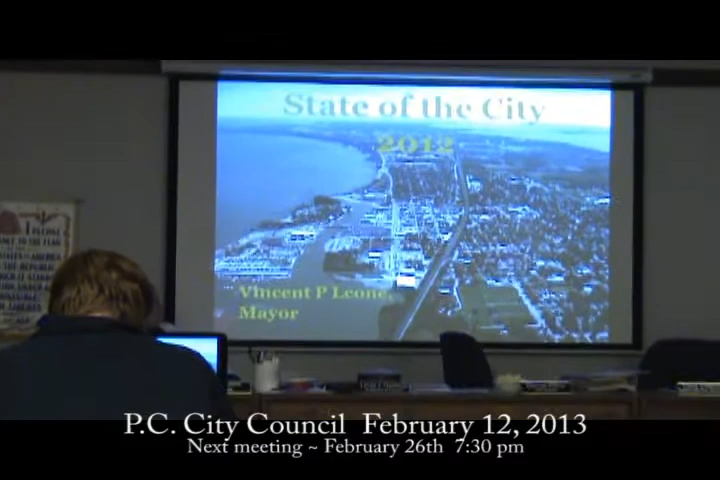 State of the City
2012
Vincent P Leone,
Mayor
P.C. City Council February 12, 2013
Next meeting ~ February 26th 7:30 pm